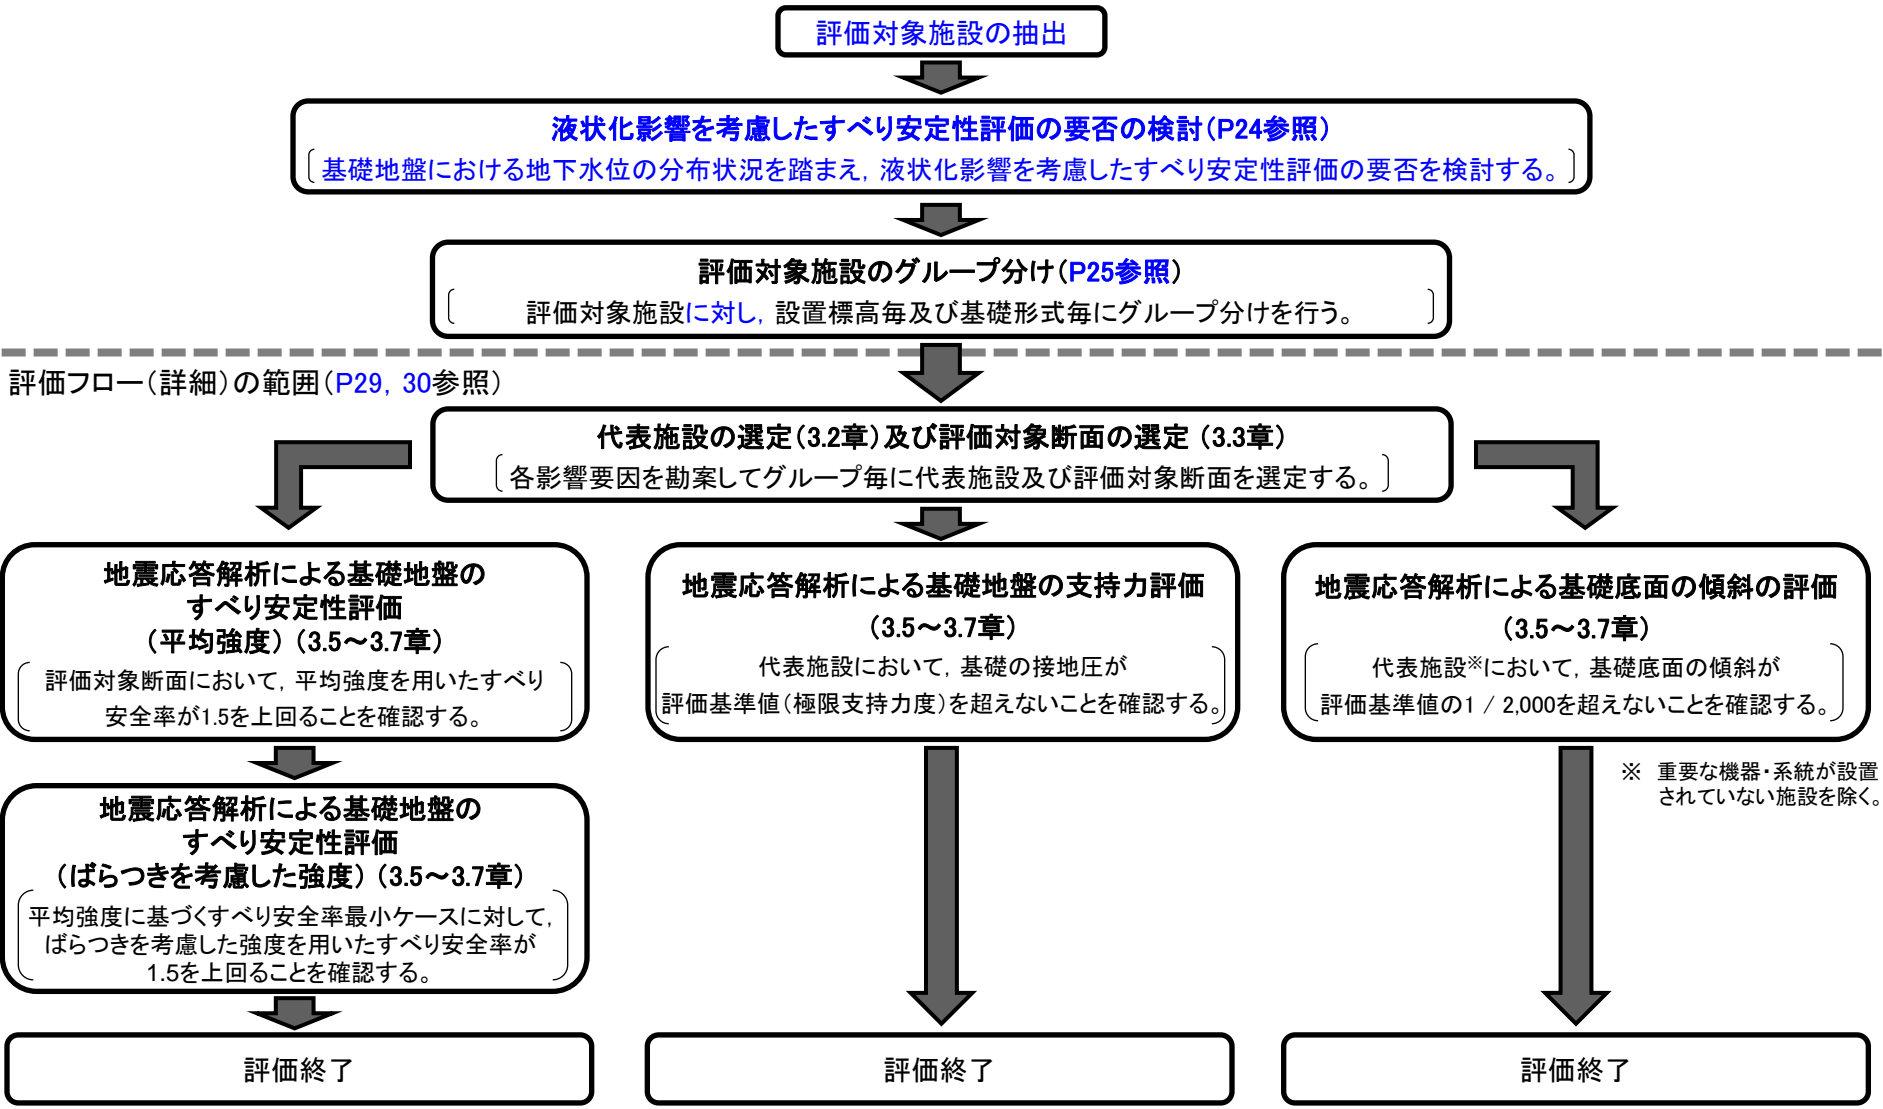 評価対象施設の抽出
液状化影響を考慮したすべり安定性評価の要否の検討(P24参照)
基礎地盤における地下水位の分布状況を踏まえ，液状化影響を考慮したすべり安定性評価の要否を検討する。
評価対象施設のグループ分け(P25参照)
評価対象施設に対し，設置標高毎及び基礎形式毎にグループ分けを行う。
評価フロー(詳細)の範囲(P29，30参照)
代表施設の選定(3.2章)及び評価対象断面の選定 (3.3章)
各影響要因を勘案してグループ毎に代表施設及び評価対象断面を選定する。
地震応答解析による基礎地盤の
すべり安定性評価
(平均強度) (3.5～3.7章)
評価対象断面において，平均強度を用いたすべり
安全率が1.5を上回ることを確認する。
地震応答解析による基礎地盤の
すべり安定性評価
(ばらつきを考慮した強度) (3.5～3.7章)
平均強度に基づくすべり安全率最小ケースに対して，
ばらつきを考慮した強度を用いたすべり安全率が
1.5を上回ることを確認する。
評価終了
地震応答解析による基礎地盤の支持力評価
(3.5～3.7章)
代表施設において，基礎の接地圧が
評価基準値(極限支持力度)を超えないことを確認する。
評価終了
地震応答解析による基礎底面の傾斜の評価
(3.5～3.7章)
代表施設※において，基礎底面の傾斜が
評価基準値の1 / 2,000を超えないことを確認する。
※ 重要な機器・系統が設置
されていない施設を除く。
評価終了